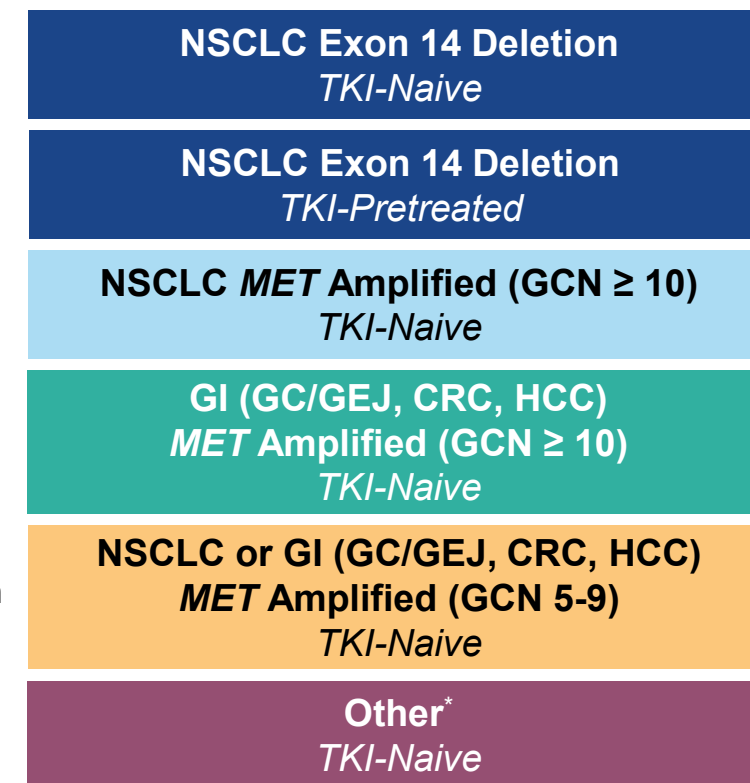 NSCLC Exon 14 Deletion
TKI-Naive
NSCLC Exon 14 Deletion
TKI-Pretreated
NSCLC MET Amplified (GCN ≥ 10)
TKI-Naive
GI (GC/GEJ, CRC, HCC)
MET Amplified (GCN ≥ 10)
TKI-Naive
NSCLC or GI (GC/GEJ, CRC, HCC)
MET Amplified (GCN 5-9)
TKI-Naive
Other*
TKI-Naive